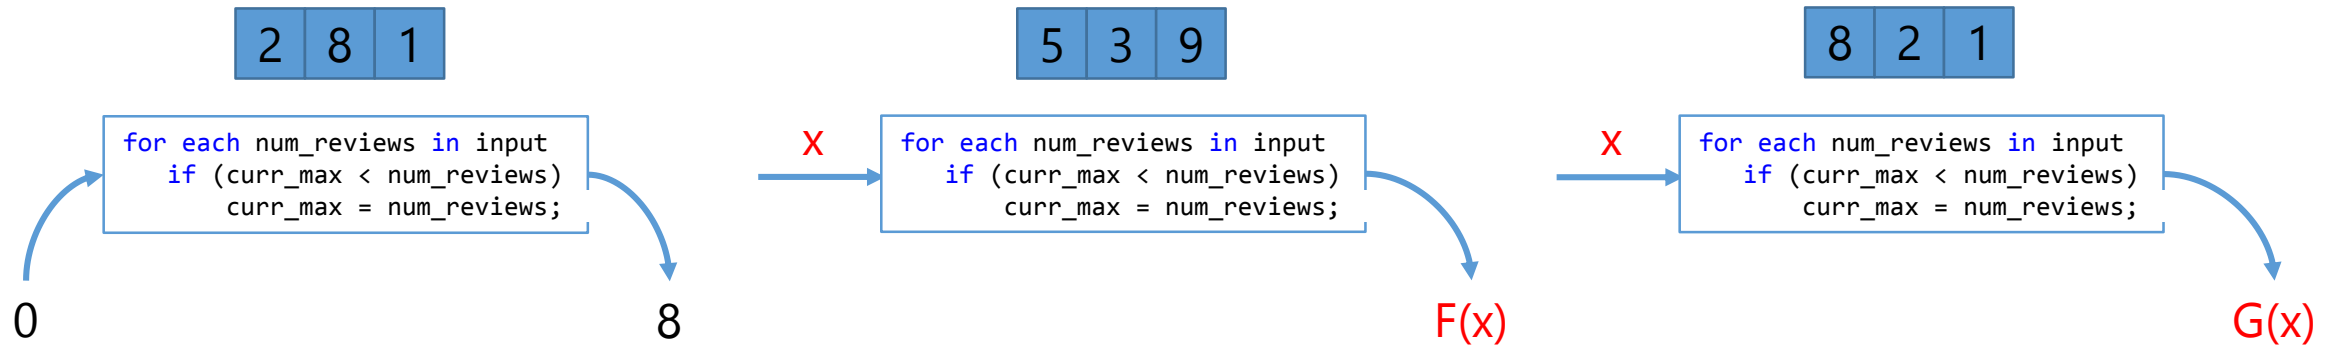 2 8 1
for each num_reviews in input
if (curr_max < num_reviews)
curr_max = num_reviews;
0
8
5 3 9
x
for each num_reviews in input
if (curr_max < num_reviews)
curr_max = num_reviews;
F(x)
8 2 1
x
for each num_reviews in input
if (curr_max < num_reviews)
curr_max = num_reviews;
G(x)